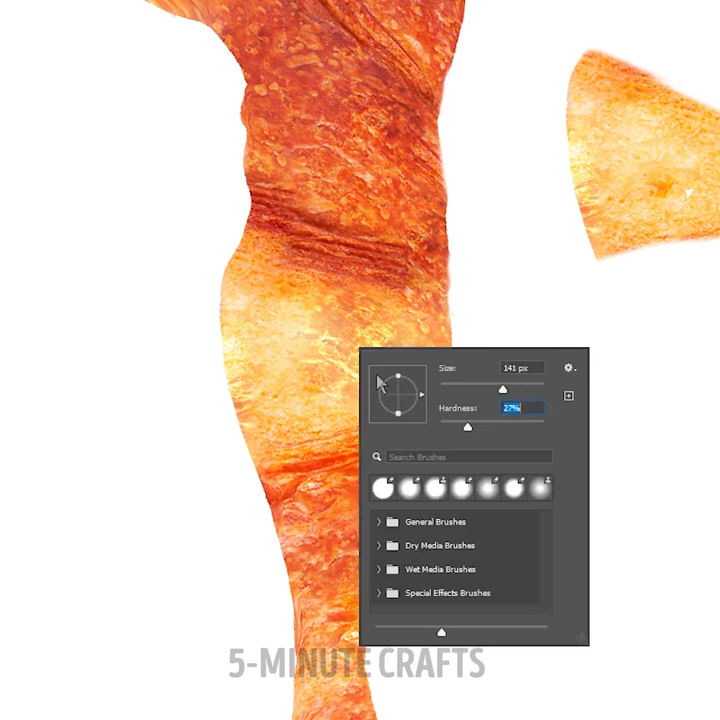 Size:
141 px
Hardness:
27%
Search Brushes
General Brushes
Dry Media Brushes
Wet Media Brushes
Special Effects Brushes
5-MINUTE CRAFTS